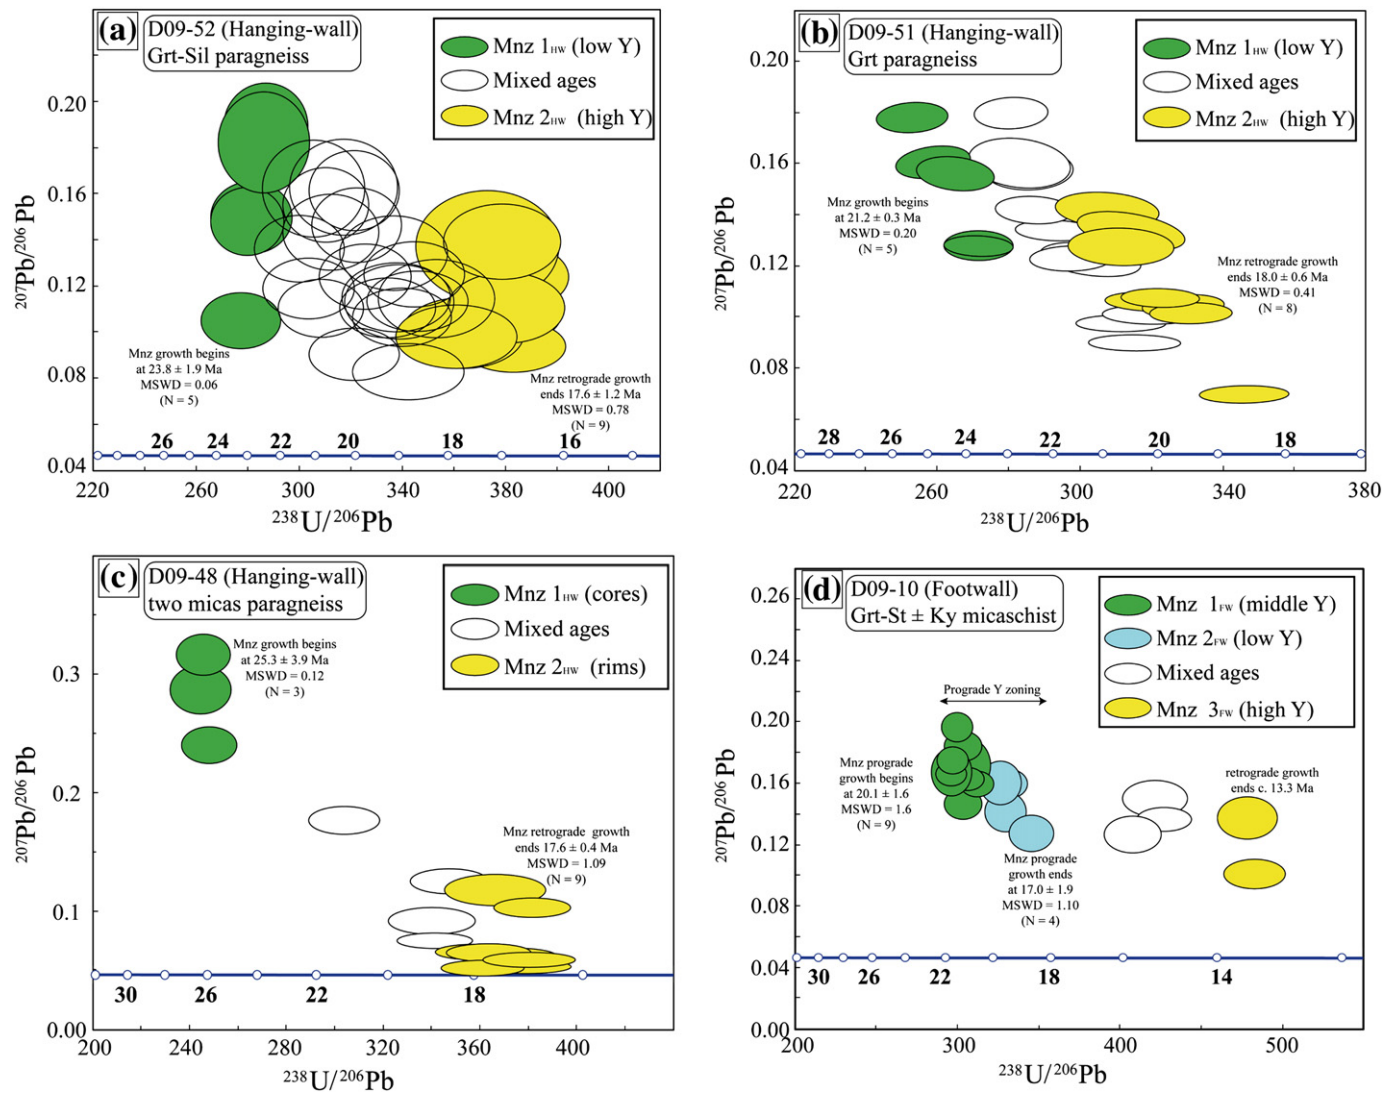 (a)
D09-52 (Hanging-wall)
Grt-Sil paragneiss
Mnz 1HW (low Y)
Mixed ages
Mnz 2HW (high Y)
0.20
0.16
0.12
0.08
0.04
207Pb/206 Pb
Mnz growth begins
at 23.8 ± 1.9 Ma
MSWD = 0.06
(N = 5)
Mnz retrograde growth
ends 17.6 ± 1.2 Ma
MSWD = 0.78
(N = 9)
26 24 22 20 18 16
220 260 300 340 360 400
238U/206Pb
(b)
D09-51 (Hanging-wall)
Grt paragneiss
Mnz 1HW (low Y)
Mixed ages
Mnz 2HW (high Y)
0.20
0.16
0.12
0.08
0.04
207Pb/206 Pb
Mnz growth begins
at 21.2 ± 0.3 Ma
MSWD = 0.20
(N = 5)
Mnz retrograde growth
ends 18.0 ± 0.6 Ma
MSWD = 0.41
(N = 8)
28 26 24 22 20 18
220 260 300 340 380
238U/206Pb
(c)
D09-48 (Hanging-wall)
two micas paragneiss
Mnz 1HW (cores)
Mixed ages
Mnz 2HW (rims)
0.3
0.2
0.1
0.00
207Pb/206 Pb
Mnz growth begins
at 25.3 ± 3.9 Ma
MSWD = 0.12
(N = 3)
Mnz retrograde growth
ends 17.6 ± 0.4 Ma
MSWD = 1.09
(N = 9)
30 26 22 18
200 240 280 320 360 400
238U/206Pb
(d)
D09-10 (Footwall)
Grt-St ± Ky micaschist
Mnz 1FW (middle Y)
Mnz 2FW (low Y)
Mixed ages
Mnz 3FW (high Y)
0.26
0.24
0.20
0.16
0.12
0.08
0.04
0.00
207Pb/206 Pb
Prograde Y zoning
Mnz prograde
growth begins
at 20.1 ± 1.6
MSWD = 1.6
(N = 9)
Mnz prograde
growth ends
at 17.0 ± 1.9
MSWD = 1.10
(N = 4)
retrograde growth
ends c. 13.3 Ma
30 26 22 18 14
200 300 400 500
238U/206Pb